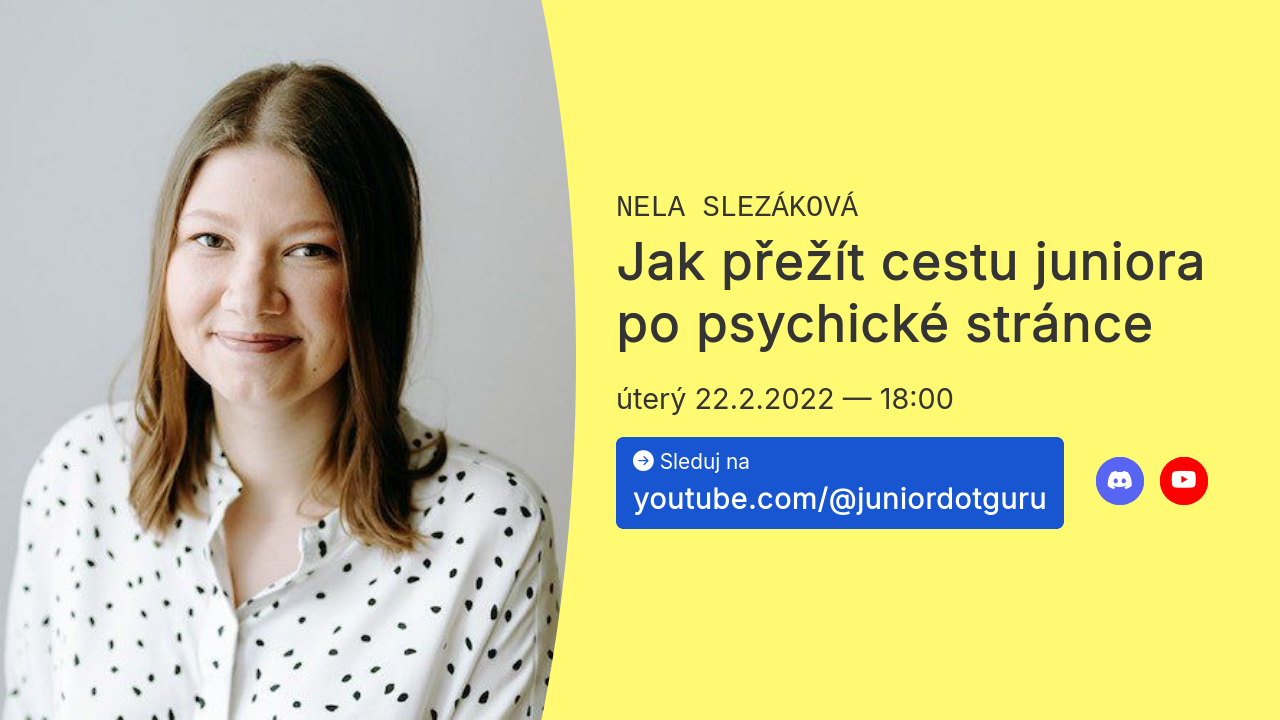 NELA SLEZÁKOVÁ
Jak přežít cestu juniora
po psychické stránce
úterý 22.2.2022 — 18:00
Sleduj na
youtube.com/@juniordotguru